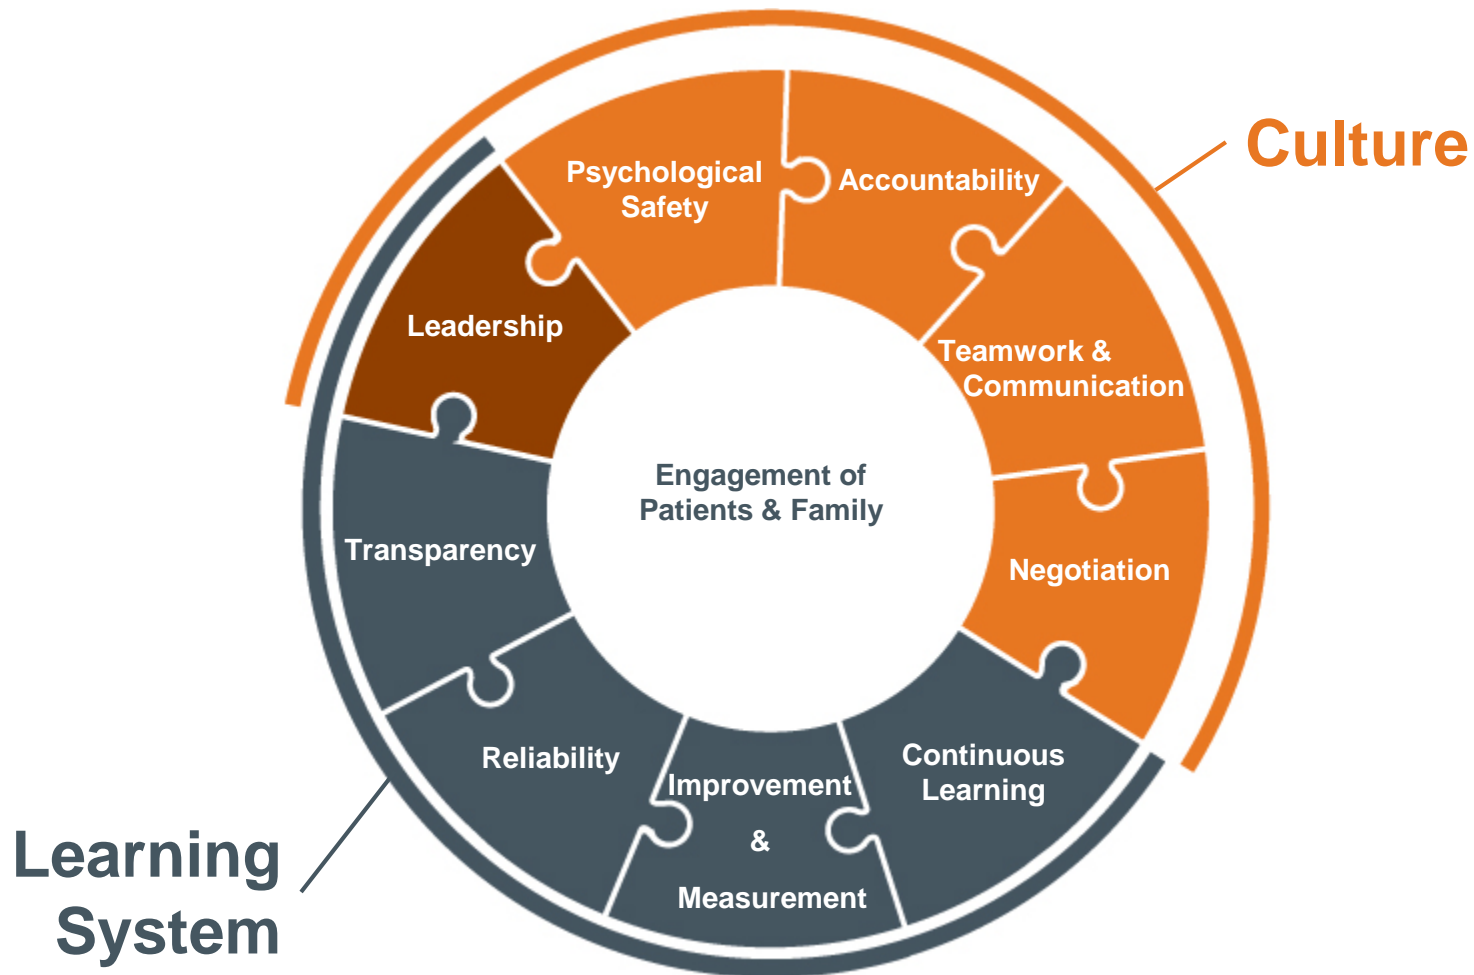 Culture
Psychological
Safety
Accountability
Leadership
Teamwork &
Communication
Engagement of
Patients & Family
Transparency
Negotiation
Reliability
Improvement
&
Measurement
Continuous
Learning
Learning
System